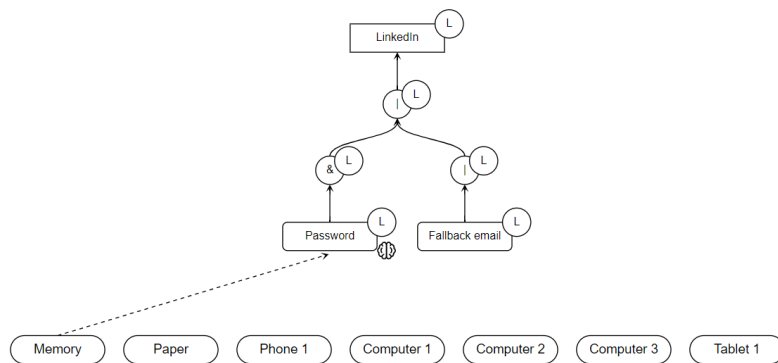 L
LinkedIn
L
|
L
&
L
|
L
Password
L
Fallback email
Memory
Paper
Phone 1
Computer 1
Computer 2
Computer 3
Tablet 1